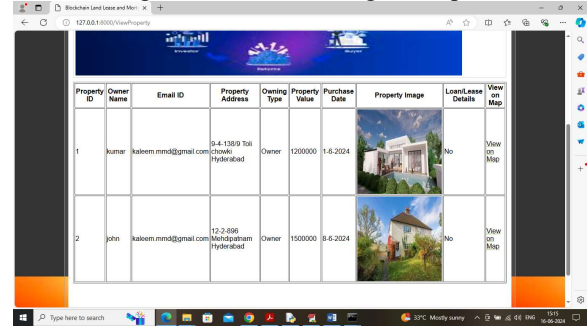 Blockchain Land Lease and Mort
127.0.0.1:8000/ViewProperty
Investor
Buyer
Returns
Property ID Owner Name Email ID Property Address Owning Type Property Value Purchase Date Property Image Loan/Lease Details View on Map
1 kumar kaleem.mmd@gmail.com 9-4-138/9 Toli chowki Hyderabad Owner 1200000 1-6-2024 No View on Map
2 john kaleem.mmd@gmail.com 12-2-896 Mehdipatnam Hyderabad Owner 1500000 8-6-2024 No View on Map
Type here to search
33°C Mostly sunny
ENG
15:15
16-06-2024